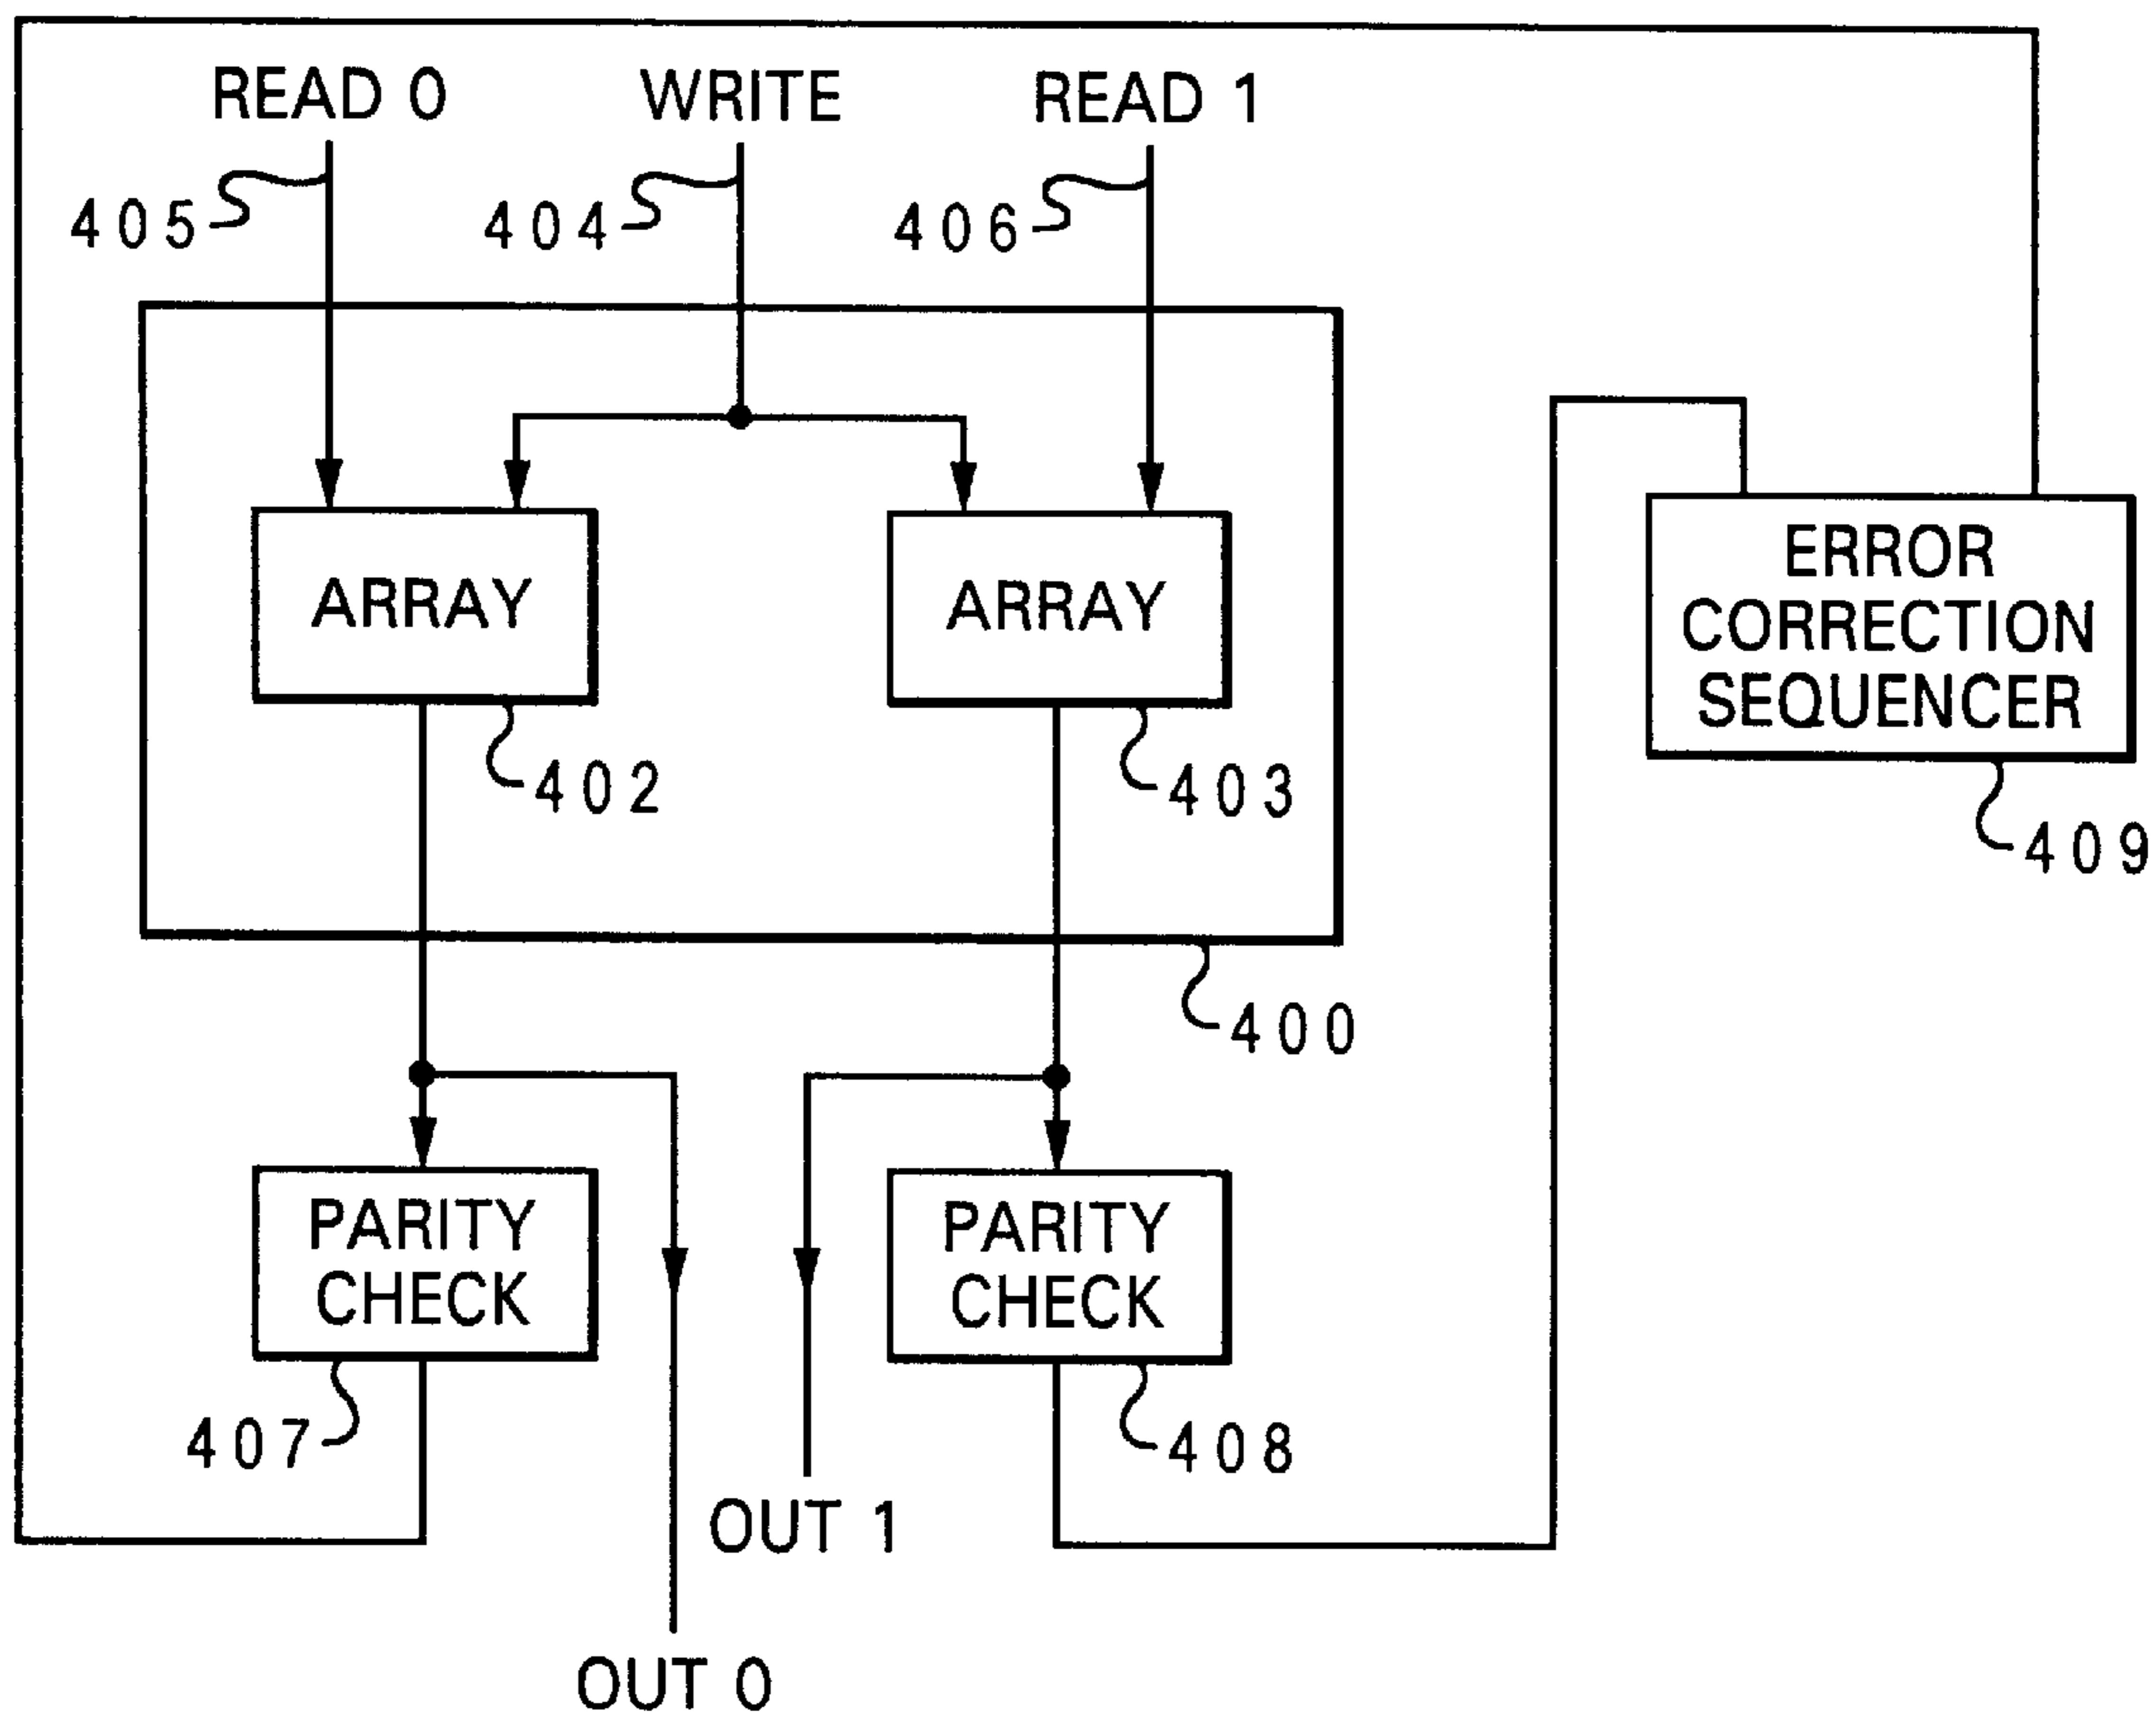 READ 0 WRITE READ 1
405 404 406
ARRAY ARRAY
ERROR
CORRECTION
SEQUENCER
402 403
409
400
PARITY
CHECK
PARITY
CHECK
407 408
OUT 1
OUT 0